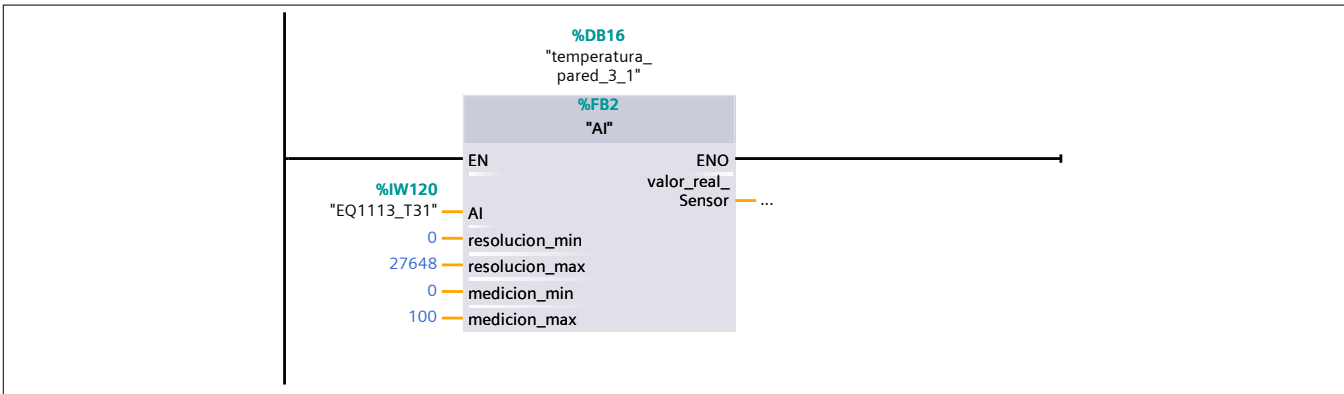 %DB16
"temperatura_
pared_3_1"
%FB2
"AI"
EN
ENO
valor_real_
Sensor
...
%IW120
"EQ1113_T31"
AI
0
resolucion_min
27648
resolucion_max
0
medicion_min
100
medicion_max